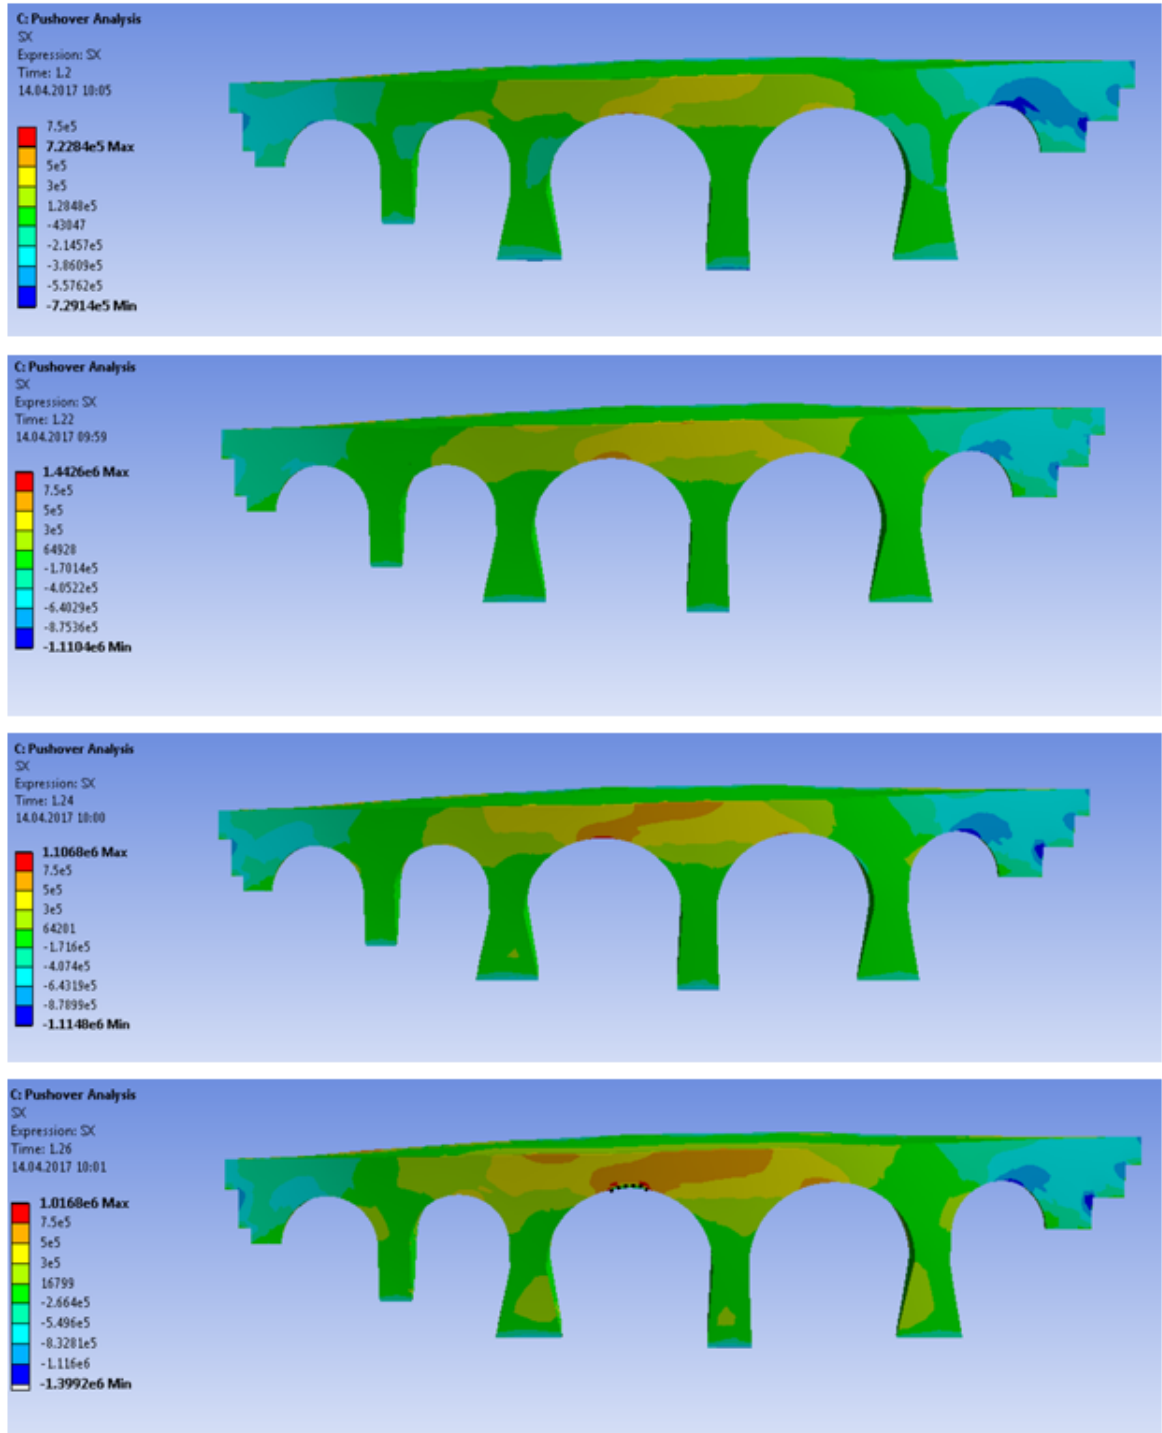 C: Pushover Analysis
SX
Expression: SX
Time: 1.2
14.04.2017 10:05
7.5e5
7.2284e5 Max
5e5
3e5
1.2848e5
-43047
-2.1457e5
-3.8609e5
-5.5762e5
-7.2914e5 Min
C: Pushover Analysis
SX
Expression: SX
Time: 1.22
14.04.2017 09:59
1.4426e6 Max
7.5e5
5e5
3e5
64928
-1.7014e5
-4.0522e5
-6.4029e5
-8.7536e5
-1.1104e6 Min
C: Pushover Analysis
SX
Expression: SX
Time: 1.24
14.04.2017 10:00
1.1068e6 Max
7.5e5
5e5
3e5
64201
-1.716e5
-4.074e5
-6.4319e5
-8.7899e5
-1.1148e6 Min
C: Pushover Analysis
SX
Expression: SX
Time: 1.26
14.04.2017 10:01
1.0168e6 Max
7.5e5
5e5
3e5
16799
-2.664e5
-5.496e5
-8.3281e5
-1.116e6
-1.3992e6 Min